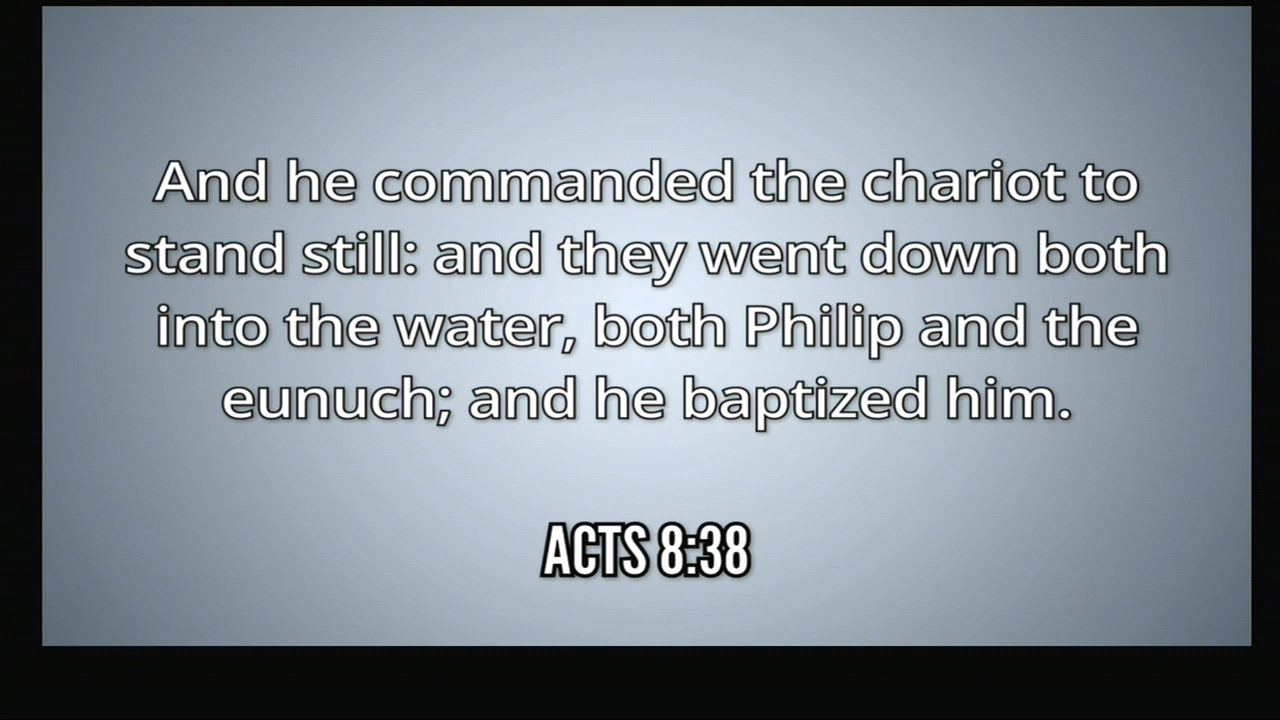 And he commanded the chariot to
stand still: and they went down both
into the water, both Philip and the
eunuch; and he baptized him.
ACTS 8:38